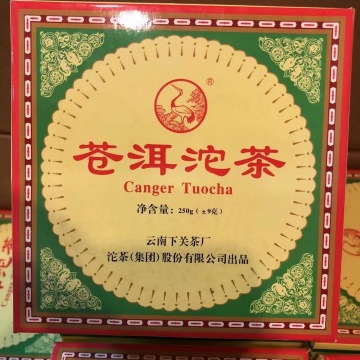 ®
苍洱沱茶
Canger Tuocha
净含量: 250g (±9克)
云南下关茶厂
沱茶(集团)股份有限公司出品